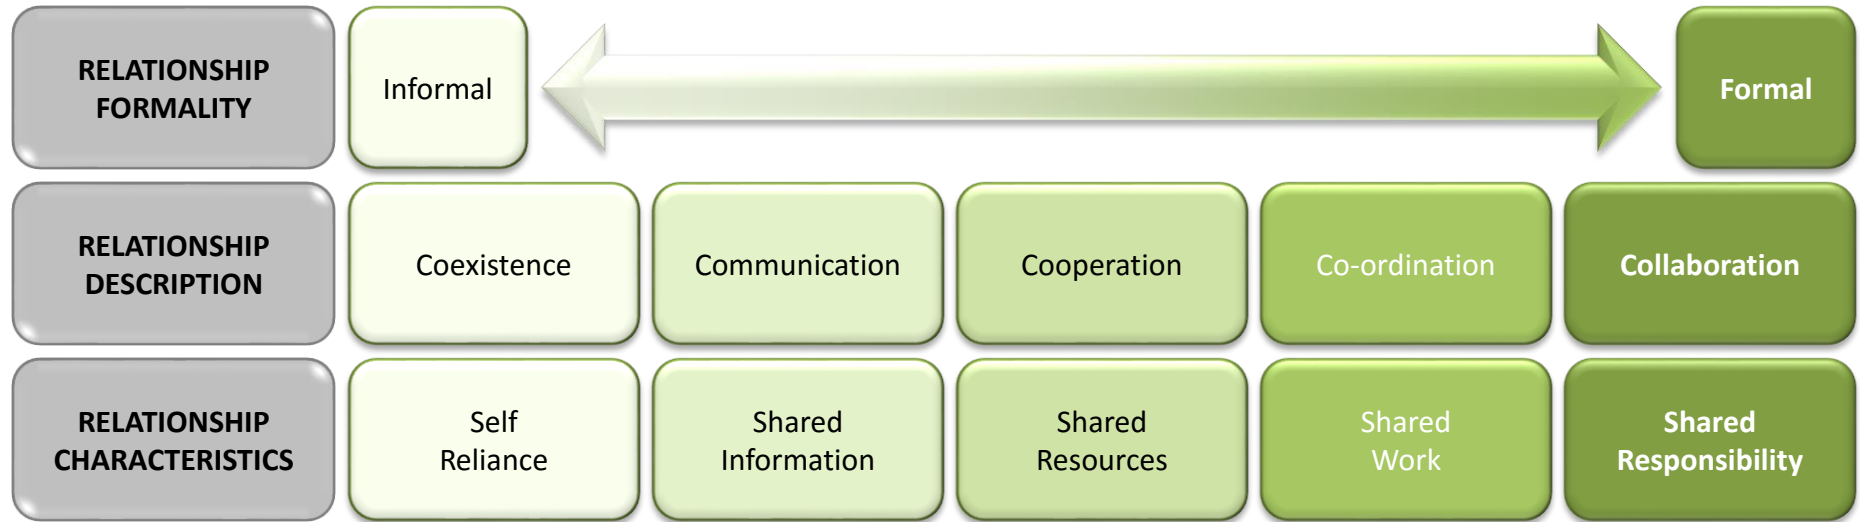 RELATIONSHIP
FORMALITY
Informal
Formal
RELATIONSHIP
DESCRIPTION
Coexistence
Communication
Cooperation
Co-ordination
Collaboration
RELATIONSHIP
CHARACTERISTICS
Self
Reliance
Shared
Information
Shared
Resources
Shared
Work
Shared
Responsibility